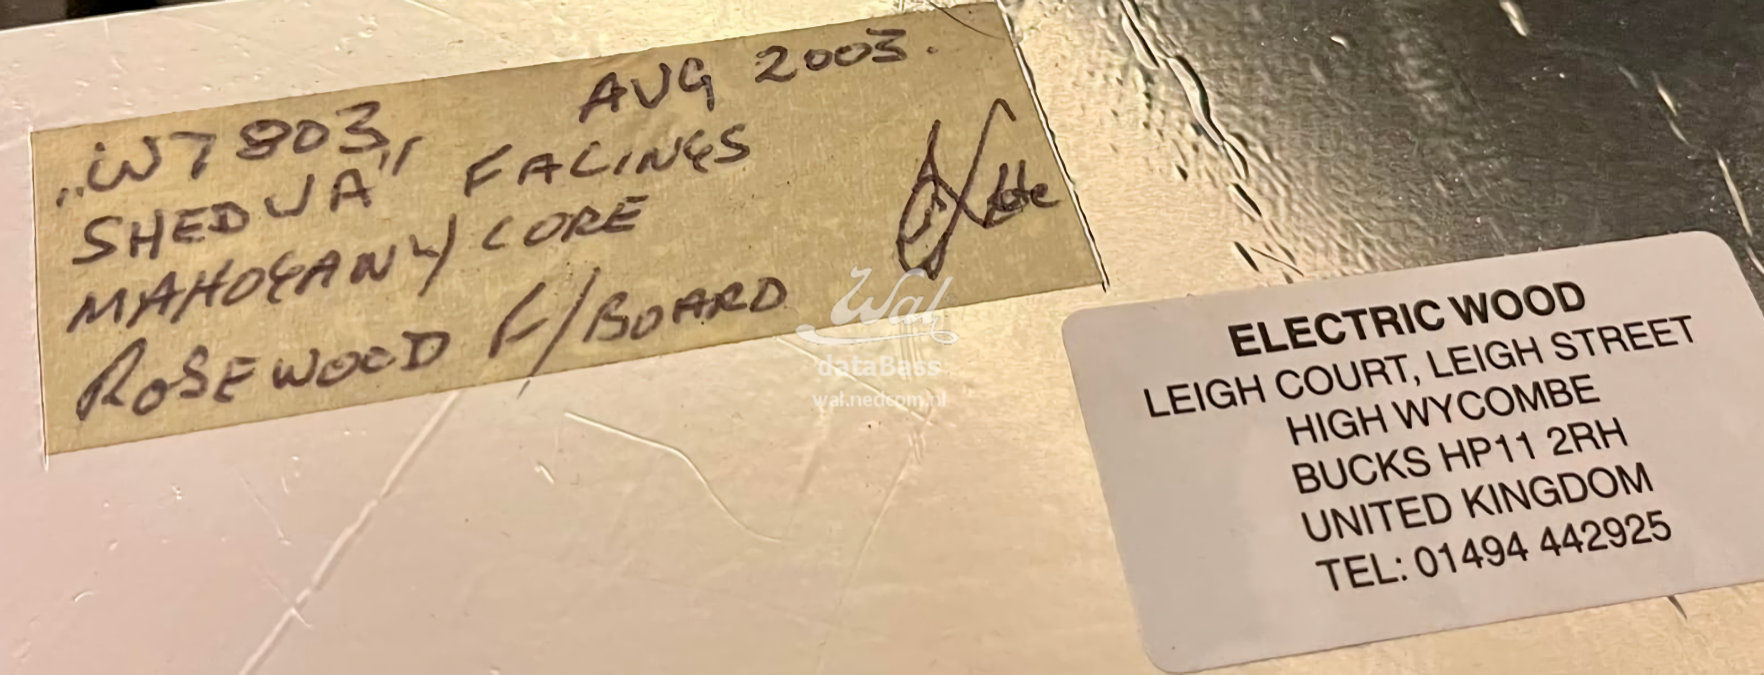 „W7803 AUG 2003.
SHEDUA" FACINGS
MAHOGANY CORE
ROSEWOOD F/BOARD
Wal
dataBass
wal.nedcom.nl
ELECTRIC WOOD
LEIGH COURT, LEIGH STREET
HIGH WYCOMBE
BUCKS HP11 2RH
UNITED KINGDOM
TEL: 01494 442925